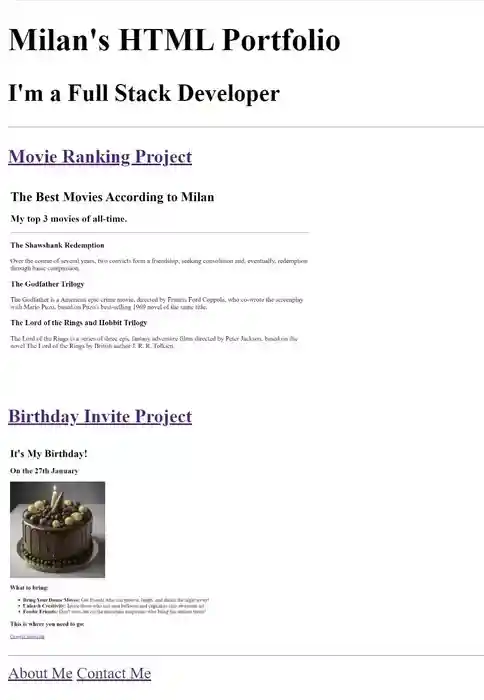 Milan's HTML Portfolio
I'm a Full Stack Developer
Movie Ranking Project
The Best Movies According to Milan
My top 3 movies of all-time.
The Shawshank Redemption
Over the course of several years, two convicts form a friendship, seeking consolation and, eventually, redemption
through basic compassion.
The Godfather Trilogy
The Godfather is a American epic crime movie, directed by Francis Ford Coppola, who co-wrote the screenplay
with Mario Puzo, based on Puzo's best-selling 1969 novel of the same title.
The Lord of the Rings and Hobbit Trilogy
The Lord of the Rings is a series of three epic fantasy adventure films directed by Peter Jackson, based on the
novel The Lord of the Rings by British author J. R. R. Tolkien.
Birthday Invite Project
It's My Birthday!
On the 27th January
What to bring:
Bring Your Dance Moves:
Unleash Creativity:
Foodie Friends:
This is where you need to go:
About Me Contact Me